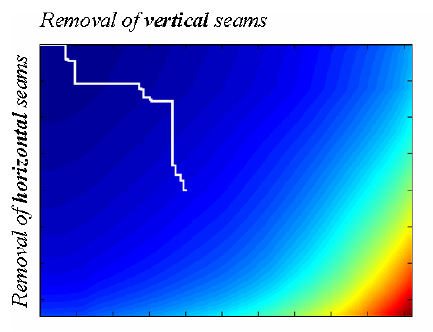 Removal of vertical seams
Removal of horizontal seams